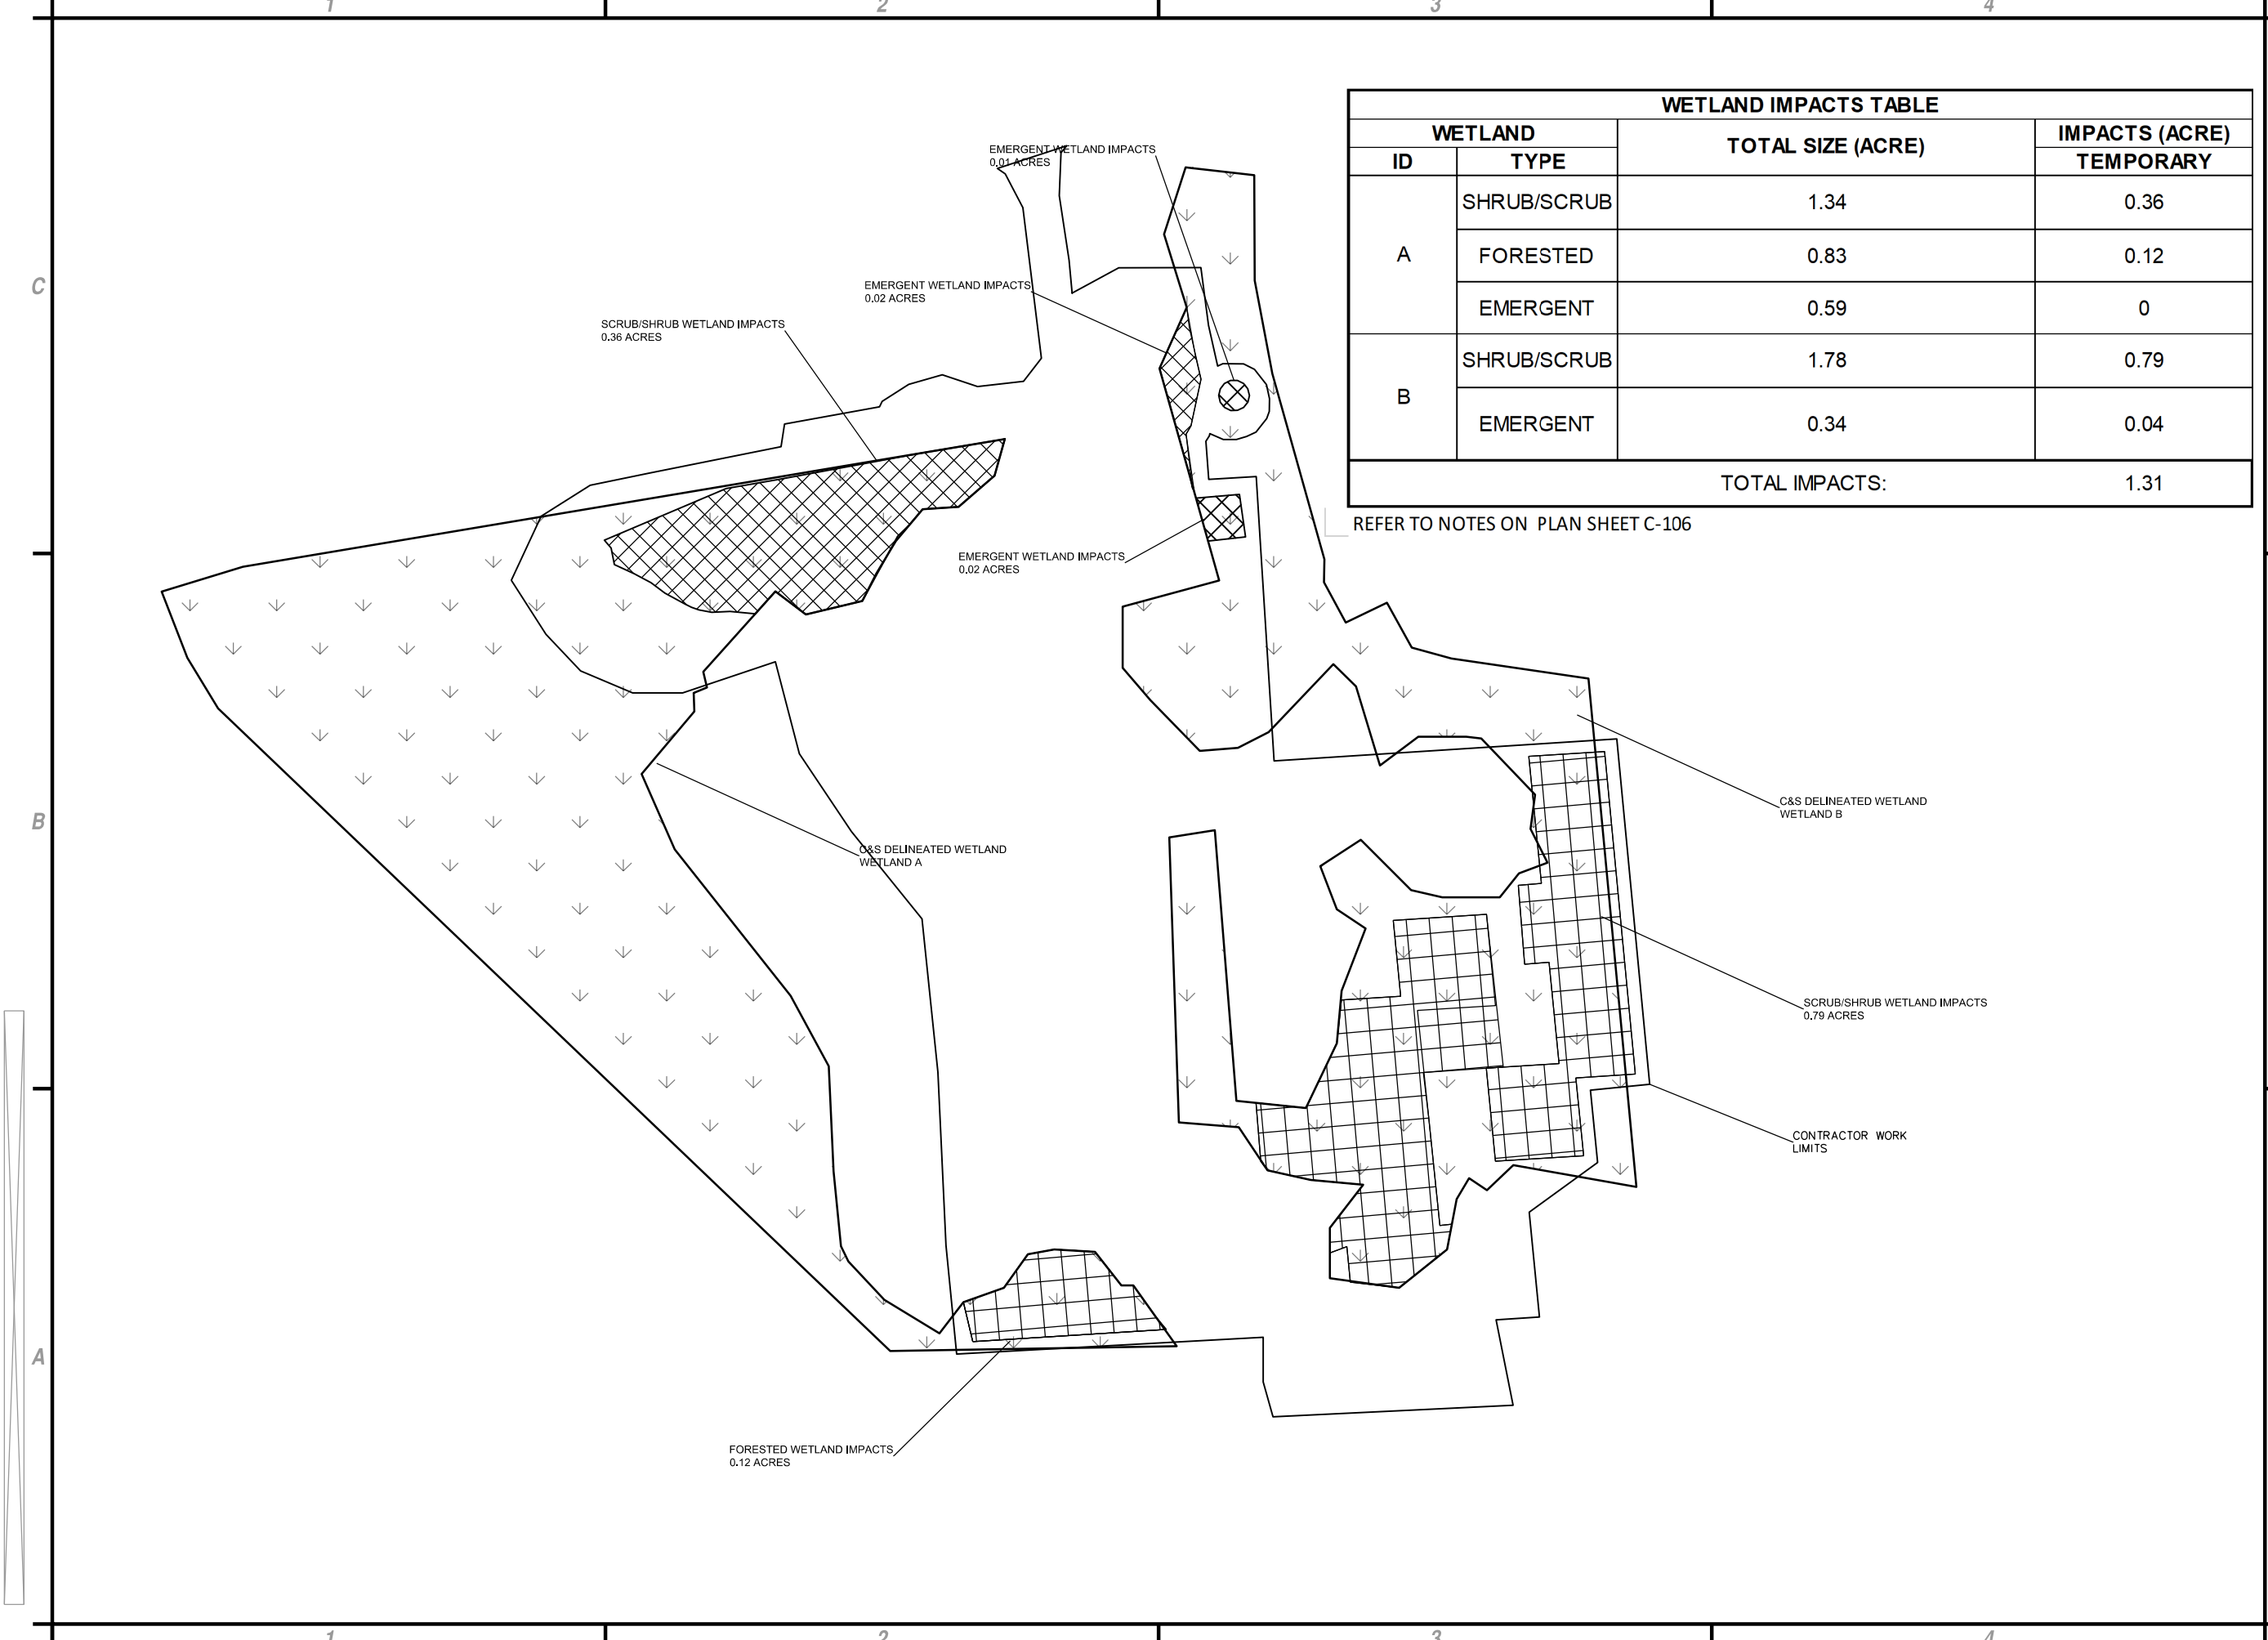 1 2 3 4
WETLAND IMPACTS TABLE
WETLAND TOTAL SIZE (ACRE) IMPACTS (ACRE)
ID TYPE TEMPORARY
A SHRUB/SCRUB 1.34 0.36
FORESTED 0.83 0.12
EMERGENT 0.59 0
B SHRUB/SCRUB 1.78 0.79
EMERGENT 0.34 0.04
TOTAL IMPACTS: 1.31
REFER TO NOTES ON PLAN SHEET C-106
EMERGENT WETLAND IMPACTS
0.01 ACRES
C
EMERGENT WETLAND IMPACTS
0.02 ACRES
SCRUB/SHRUB WETLAND IMPACTS
0.36 ACRES
EMERGENT WETLAND IMPACTS
0.02 ACRES
B
C&S DELINEATED WETLAND
WETLAND B
C&S DELINEATED WETLAND
WETLAND A
SCRUB/SHRUB WETLAND IMPACTS
0.79 ACRES
CONTRACTOR WORK
LIMITS
A
FORESTED WETLAND IMPACTS
0.12 ACRES
1 2 3 4